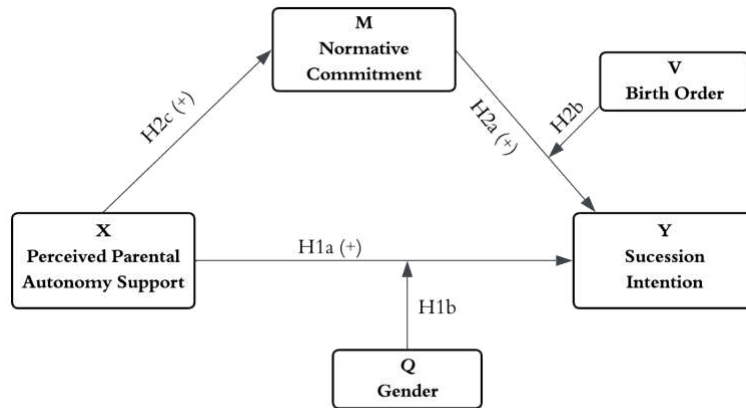 M
Normative
Commitment
V
Birth Order
H2c (+)
H2a (+)
H2b
X
Perceived Parental
Autonomy Support
H1a (+)
Y
Sucession
Intention
H1b
Q
Gender